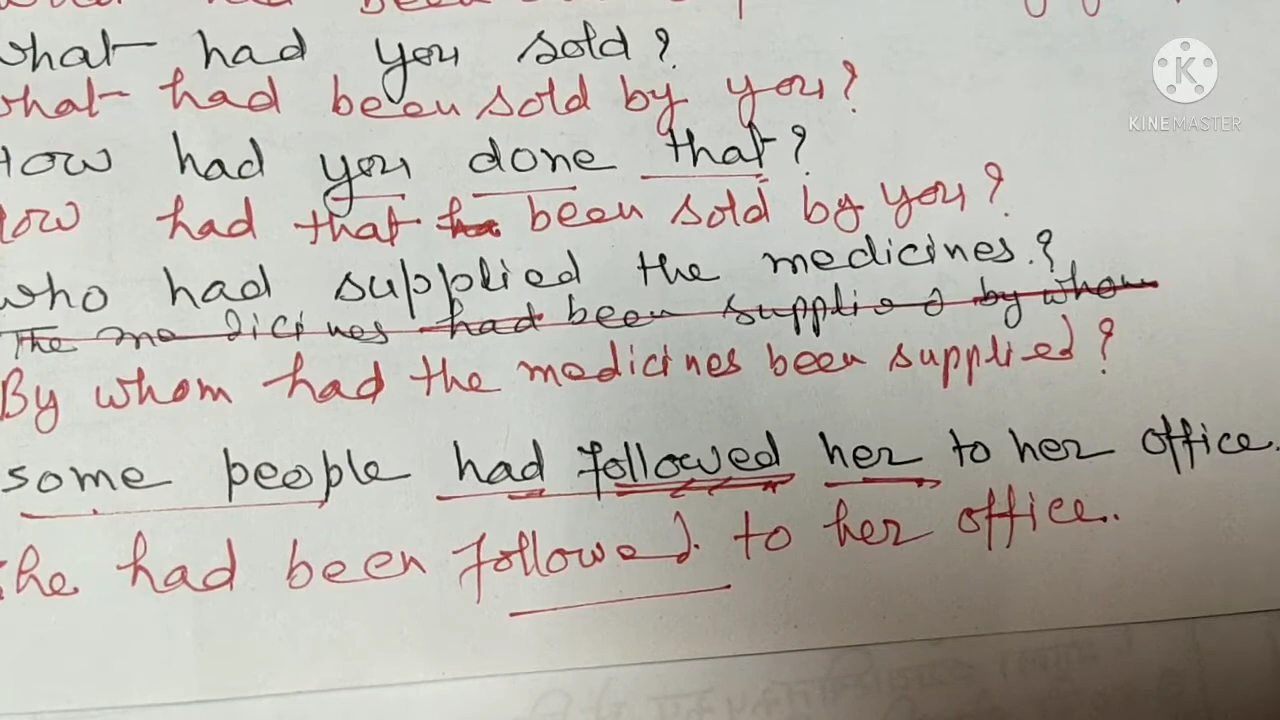 what had you sold?
what had been sold by you?
How had you done that?
How had that been sold by you?
who had supplied the medicines.?
The medicines had been supplied by whom
By whom had the medicines been supplied?
some people had followed her to her office.
she had been followed. to her office.
KINEMASTER